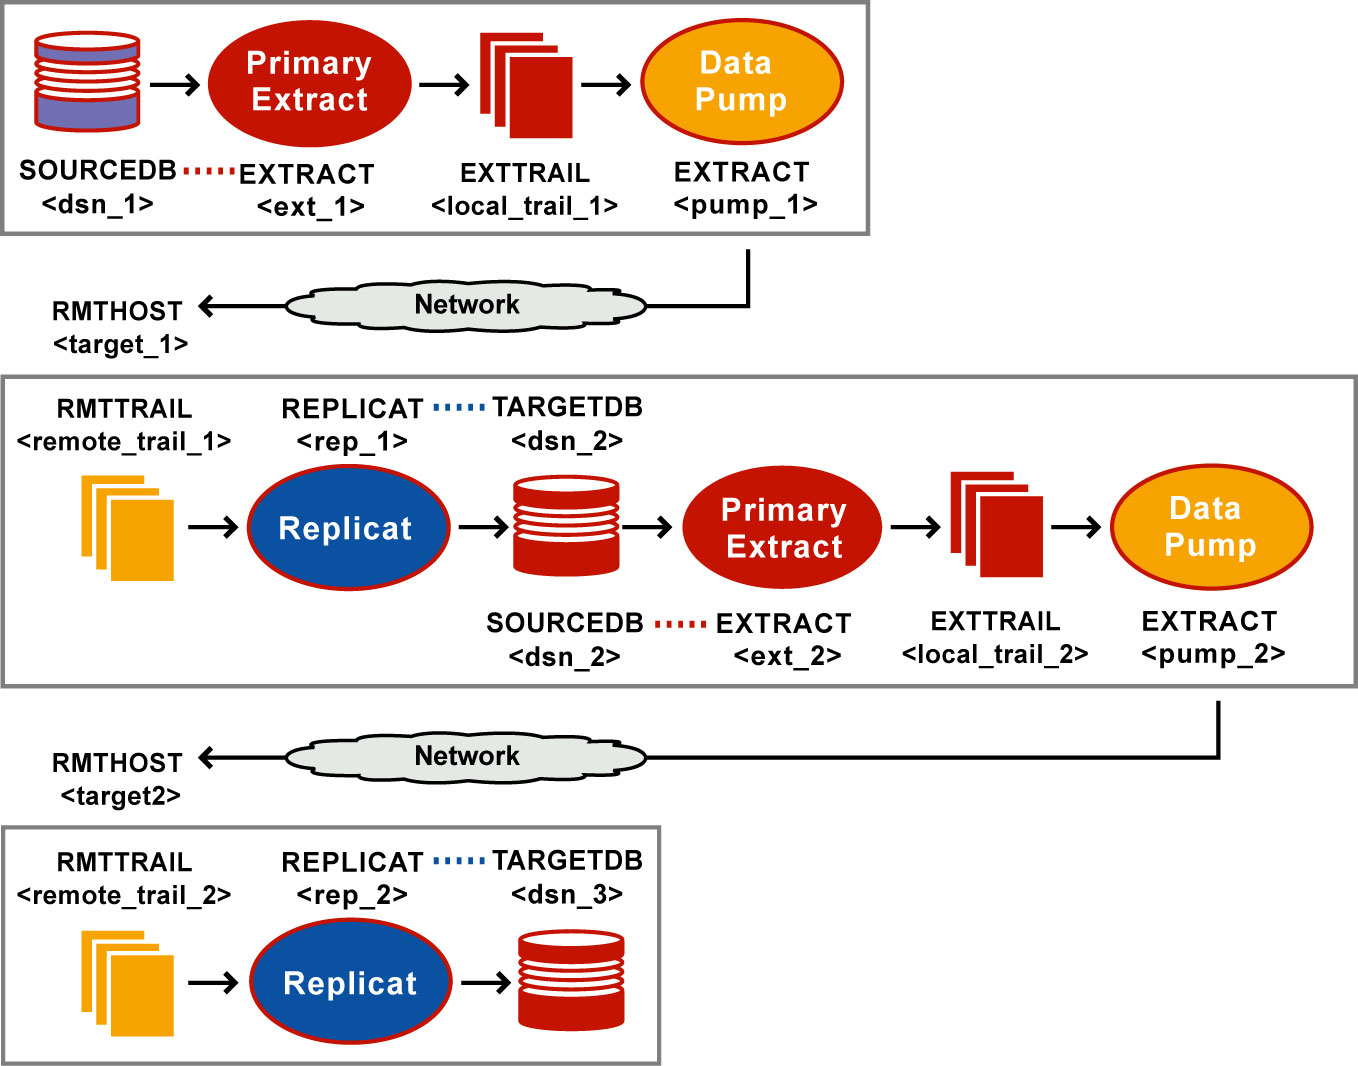 Primary
Extract
Data
Pump
SOURCEDB
<dsn_1>
EXTRACT
<ext_1>
EXTTRAIL
<local_trail_1>
EXTRACT
<pump_1>
Network
RMTHOST
<target_1>
RMTTRAIL
<remote_trail_1>
REPLICAT
<rep_1>
TARGETDB
<dsn_2>
Replicat
Primary
Extract
Data
Pump
SOURCEDB
<dsn_2>
EXTRACT
<ext_2>
EXTTRAIL
<local_trail_2>
EXTRACT
<pump_2>
Network
RMTHOST
<target2>
RMTTRAIL
<remote_trail_2>
REPLICAT
<rep_2>
TARGETDB
<dsn_3>
Replicat